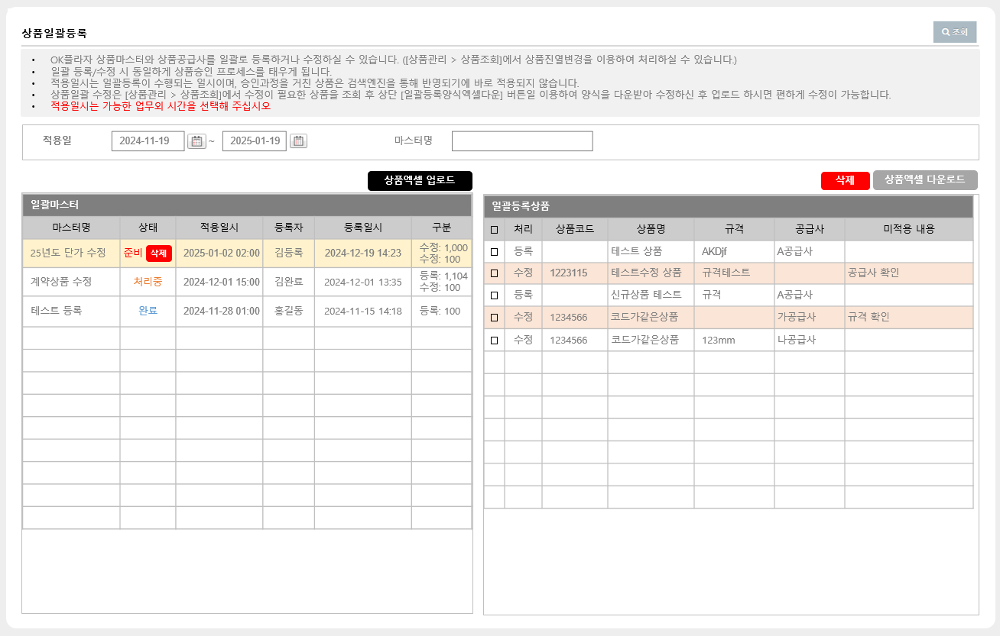 상품일괄등록
조회
• OK플라자 상품마스터와 상품공급사를 일괄로 등록하거나 수정하실 수 있습니다. ([상품관리 > 상품조회]에서 상품진열변경을 이용하여 처리하실 수 있습니다.)
• 일괄 등록/수정 시 동일하게 상품승인 프로세스를 태우게 됩니다.
• 적용일시는 일괄등록이 수행되는 일시이며, 승인과정을 거친 상품은 검색엔진을 통해 반영되기에 바로 적용되지 않습니다.
• 상품일괄 수정은 [상품관리 > 상품조회]에서 수정이 필요한 상품을 조회 후 상단 [일괄등록양식엑셀다운] 버튼일 이용하여 양식을 다운받아 수정하신 후 업로드 하시면 편하게 수정이 가능합니다.
• 적용일시는 가능한 업무외 시간을 선택해 주십시오
적용일 2024-11-19 ~ 2025-01-19 마스터명
상품엑셀 업로드
삭제 상품엑셀 다운로드
일괄마스터
마스터명 상태 적용일시 등록자 등록일시 구분
25년도 단가 수정 준비 삭제 2025-01-02 02:00 김등록 2024-12-19 14:23 수정: 1,000
수정: 100
계약상품 수정 처리중 2024-12-01 15:00 김완료 2024-12-01 13:35 등록: 1,104
수정: 100
테스트 등록 완료 2024-11-28 01:00 홍길동 2024-11-15 14:18 등록: 100
일괄등록상품
처리 상품코드 상품명 규격 공급사 미적용 내용
등록 테스트 상품 AKDjf A공급사
수정 1223115 테스트수정 상품 규격테스트 공급사 확인
등록 신규상품 테스트 규격 A공급사
수정 1234566 코드가같은상품 가공급사 규격 확인
수정 1234566 코드가같은상품 123mm 나공급사